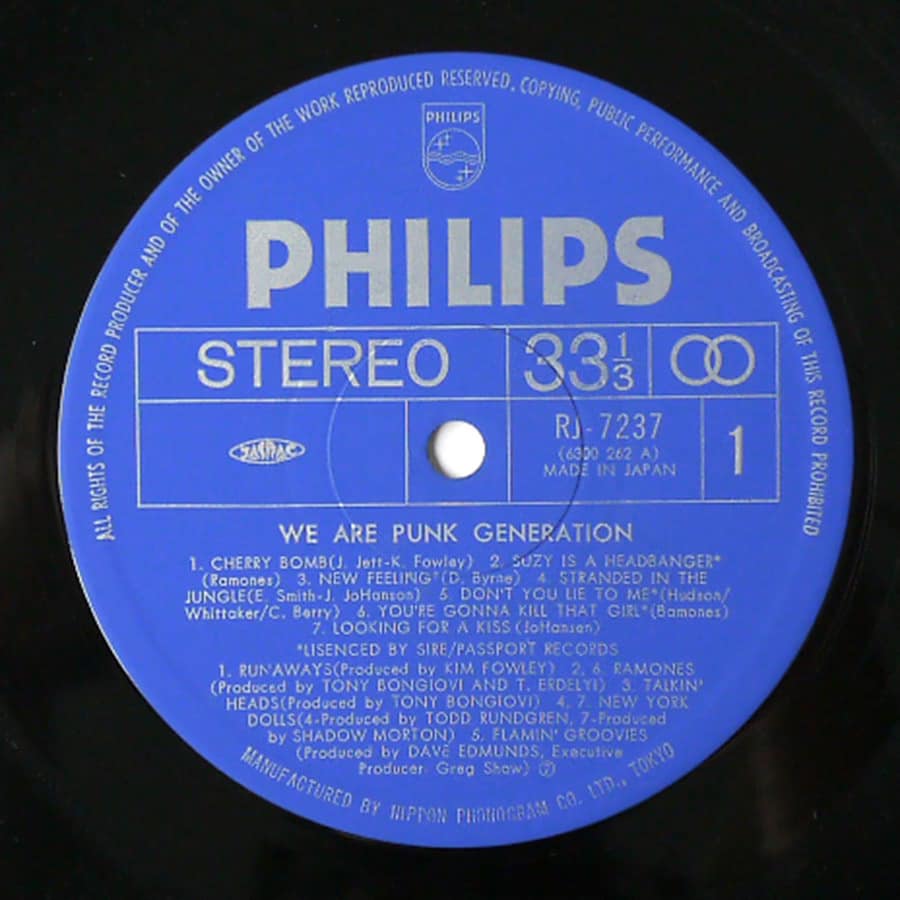 ALL RIGHTS OF THE RECORD PRODUCER AND OF THE OWNER OF THE WORK REPRODUCED RESERVED. COPYING, PUBLIC PERFORMANCE AND BROADCASTING OF THIS RECORD PROHIBITED
PHILIPS
PHILIPS
STEREO 33 1/3
RJ-7237
(6300 262 A)
MADE IN JAPAN
1
JASRAC
WE ARE PUNK GENERATION
1. CHERRY BOMB(J. Jett-K. Fowley) 2. SUZY IS A HEADBANGER*
(Ramones) 3. NEW FEELING*(D. Byrne) 4. STRANDED IN THE
JUNGLE(E. Smith-J. JoHanson) 5. DON'T YOU LIE TO ME*(Hudson/
Whittaker/C. Berry) 6. YOU'RE GONNA KILL THAT GIRL*(Ramones)
7. LOOKING FOR A KISS(JoHansen)
*LISENCED BY SIRE/PASSPORT RECORDS
1. RUNAWAYS(Produced by KIM FOWLEY) 2, 6. RAMONES
(Produced by TONY BONGIOVI AND T. ERDELYI) 3. TALKIN'
HEADS(Produced by TONY BONGIOVI) 4, 7. NEW YORK
DOLLS(4-Produced by TODD RUNDGREN, 7-Produced
by SHADOW MORTON) 5. FLAMIN' GROOVIES
(Produced by DAVE EDMUNDS, Executive
Producer: Greg Shaw) Ⓟ
MANUFACTURED BY NIPPON PHONOGRAM CO. LTD., TOKYO